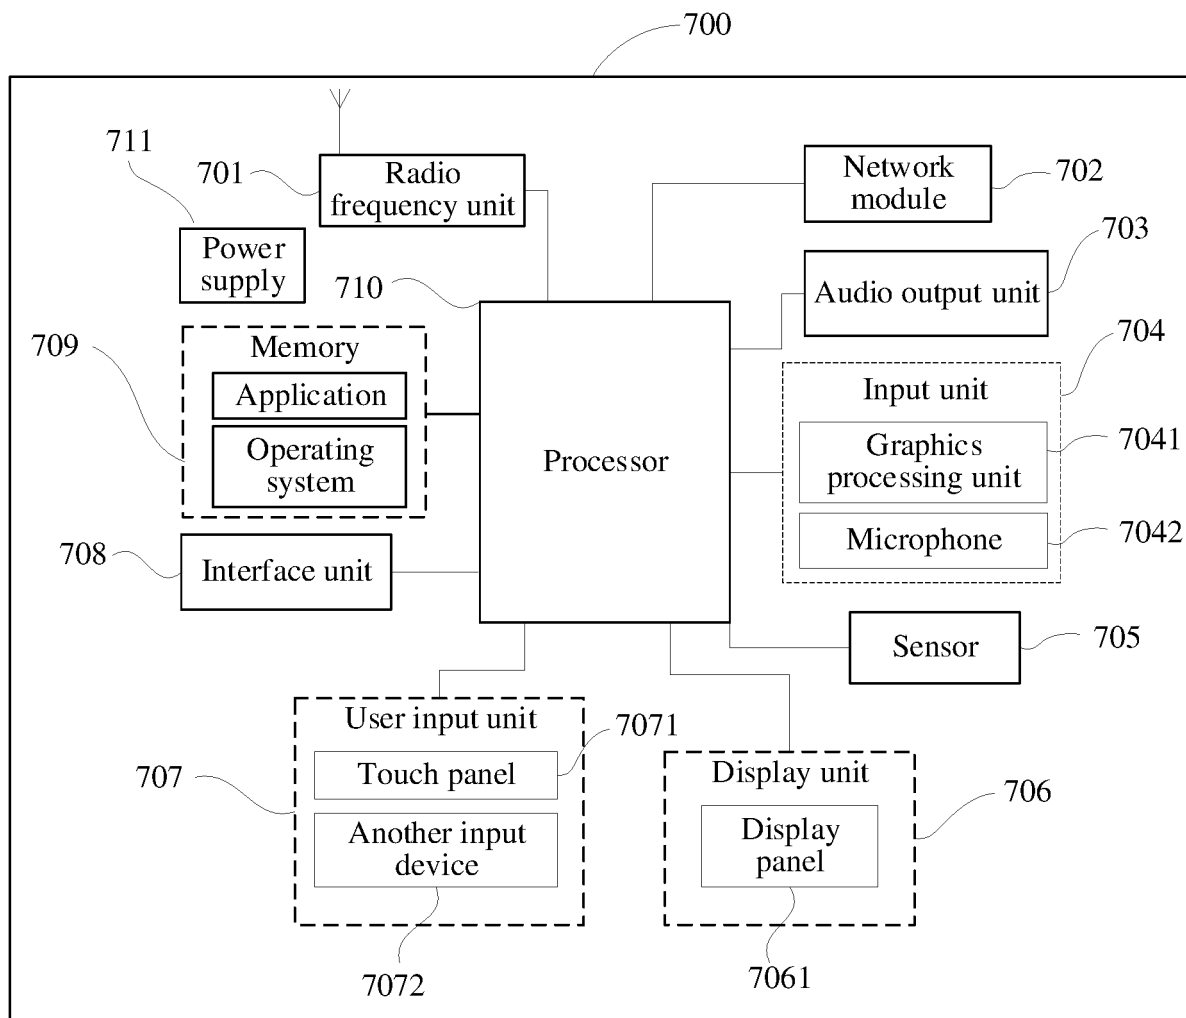 700
711
701
Radio
frequency unit
Network
module
702
Power
supply
703
Audio output unit
710
709
Memory
Application
Operating
system
Processor
704
Input unit
Graphics
processing unit
7041
Microphone
7042
708
Interface unit
Sensor
705
User input unit
7071
Touch panel
707
Another input
device
7072
Display unit
706
Display
panel
7061